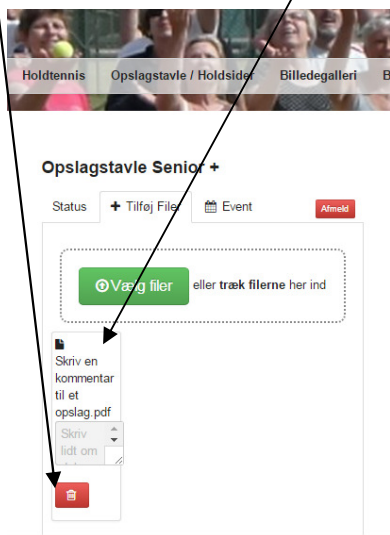 Holdtennis Opslagstavle / Holdsider Billedegalleri B
Opslagstavle Senior +
Status + Tilføj Filer Event Afmeld
Vælg filer eller træk filerne her ind
Skriv en
kommentar
til et
opslag.pdf
Skriv
lidt om